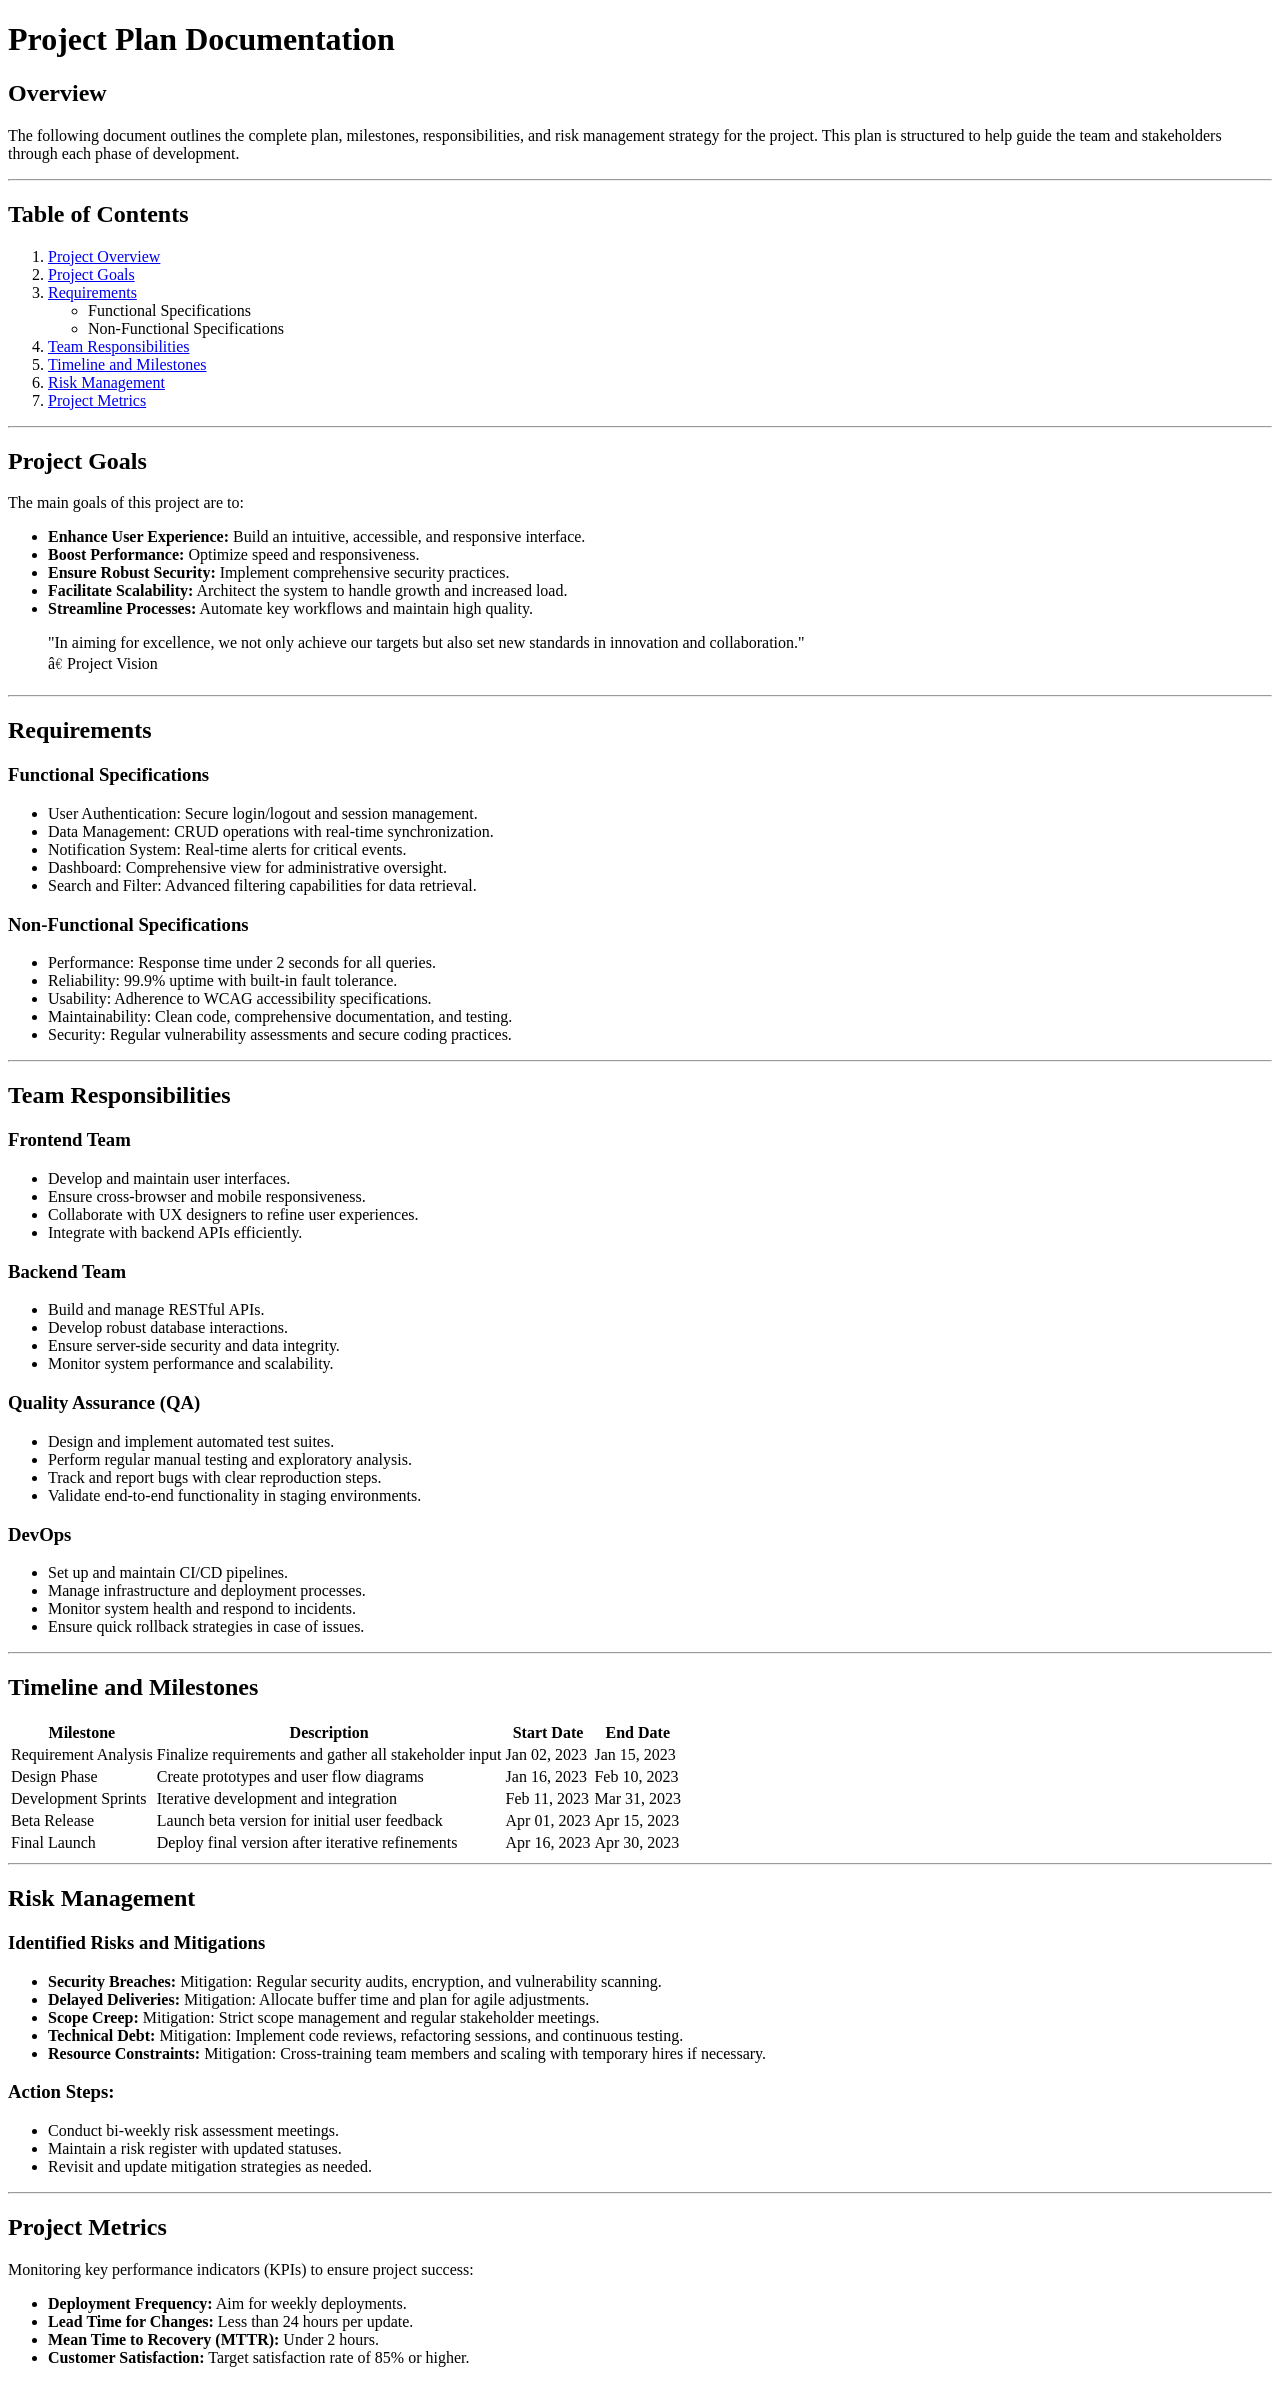 Project Plan Documentation
Overview
The following document outlines the complete plan, milestones, responsibilities, and risk management strategy for the project. This plan is structured to help guide the team and stakeholders
through each phase of development.
Table of Contents
1. Project Overview
2. Project Goals
3. Requirements
◦ Functional Specifications
◦ Non-Functional Specifications
4. Team Responsibilities
5. Timeline and Milestones
6. Risk Management
7. Project Metrics
Project Goals
The main goals of this project are to:
• Enhance User Experience: Build an intuitive, accessible, and responsive interface.
• Boost Performance: Optimize speed and responsiveness.
• Ensure Robust Security: Implement comprehensive security practices.
• Facilitate Scalability: Architect the system to handle growth and increased load.
• Streamline Processes: Automate key workflows and maintain high quality.
"In aiming for excellence, we not only achieve our targets but also set new standards in innovation and collaboration."
â€ Project Vision
Requirements
Functional Specifications
• User Authentication: Secure login/logout and session management.
• Data Management: CRUD operations with real-time synchronization.
• Notification System: Real-time alerts for critical events.
• Dashboard: Comprehensive view for administrative oversight.
• Search and Filter: Advanced filtering capabilities for data retrieval.
Non-Functional Specifications
• Performance: Response time under 2 seconds for all queries.
• Reliability: 99.9% uptime with built-in fault tolerance.
• Usability: Adherence to WCAG accessibility specifications.
• Maintainability: Clean code, comprehensive documentation, and testing.
• Security: Regular vulnerability assessments and secure coding practices.
Team Responsibilities
Frontend Team
• Develop and maintain user interfaces.
• Ensure cross-browser and mobile responsiveness.
• Collaborate with UX designers to refine user experiences.
• Integrate with backend APIs efficiently.
Backend Team
• Build and manage RESTful APIs.
• Develop robust database interactions.
• Ensure server-side security and data integrity.
• Monitor system performance and scalability.
Quality Assurance (QA)
• Design and implement automated test suites.
• Perform regular manual testing and exploratory analysis.
• Track and report bugs with clear reproduction steps.
• Validate end-to-end functionality in staging environments.
DevOps
• Set up and maintain CI/CD pipelines.
• Manage infrastructure and deployment processes.
• Monitor system health and respond to incidents.
• Ensure quick rollback strategies in case of issues.
Timeline and Milestones
Milestone Description Start Date End Date
Requirement Analysis Finalize requirements and gather all stakeholder input Jan 02, 2023 Jan 15, 2023
Design Phase Create prototypes and user flow diagrams Jan 16, 2023 Feb 10, 2023
Development Sprints Iterative development and integration Feb 11, 2023 Mar 31, 2023
Beta Release Launch beta version for initial user feedback Apr 01, 2023 Apr 15, 2023
Final Launch Deploy final version after iterative refinements Apr 16, 2023 Apr 30, 2023
Risk Management
Identified Risks and Mitigations
• Security Breaches: Mitigation: Regular security audits, encryption, and vulnerability scanning.
• Delayed Deliveries: Mitigation: Allocate buffer time and plan for agile adjustments.
• Scope Creep: Mitigation: Strict scope management and regular stakeholder meetings.
• Technical Debt: Mitigation: Implement code reviews, refactoring sessions, and continuous testing.
• Resource Constraints: Mitigation: Cross-training team members and scaling with temporary hires if necessary.
Action Steps:
• Conduct bi-weekly risk assessment meetings.
• Maintain a risk register with updated statuses.
• Revisit and update mitigation strategies as needed.
Project Metrics
Monitoring key performance indicators (KPIs) to ensure project success:
• Deployment Frequency: Aim for weekly deployments.
• Lead Time for Changes: Less than 24 hours per update.
• Mean Time to Recovery (MTTR): Under 2 hours.
• Customer Satisfaction: Target satisfaction rate of 85% or higher.